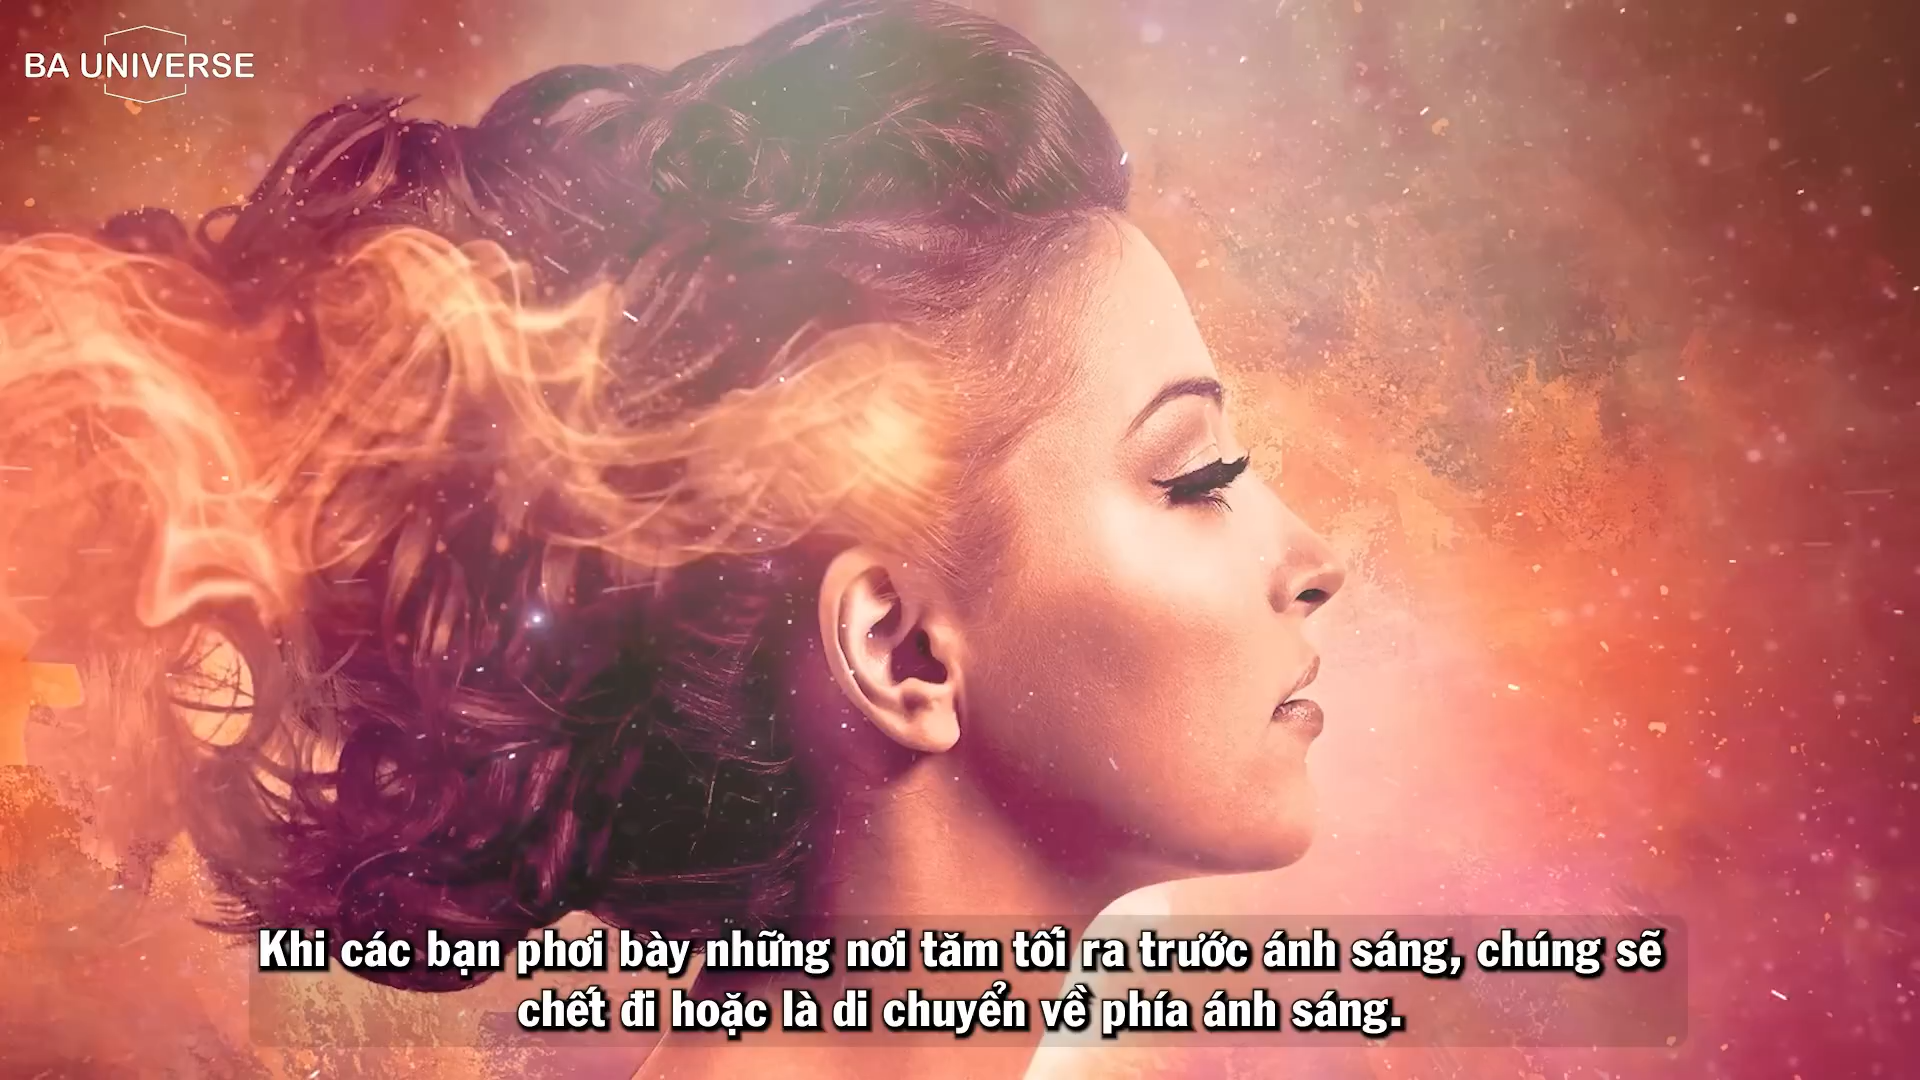 BA UNIVERSE
Khi các bạn phơi bày những nơi tăm tối ra trước ánh sáng, chúng sẽ
chết đi hoặc là di chuyển về phía ánh sáng.